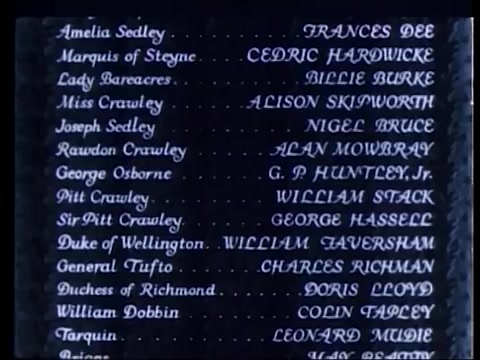 Amelia Sedley . . . . . . . . . . FRANCES DEE
Marquis of Steyne . . . . CEDRIC HARDWICKE
Lady Bareacres . . . . . . . . . BILLIE BURKE
Miss Crawley . . . . . . ALISON SKIPWORTH
Joseph Sedley . . . . . . . . . . NIGEL BRUCE
Rawdon Crawley . . . . . . ALAN MOWBRAY
George Osborne . . . . . . G. P. HUNTLEY, Jr.
Pitt Crawley . . . . . . . . . WILLIAM STACK
Sir Pitt Crawley . . . . . . GEORGE HASSELL
Duke of Wellington . . WILLIAM FAVERSHAM
General Tufto . . . . . . CHARLES RICHMAN
Duchess of Richmond . . . . . . DORIS LLOYD
William Dobbin . . . . . . . . COLIN TAPLEY
Tarquin . . . . . . . . . . LEONARD MUDIE